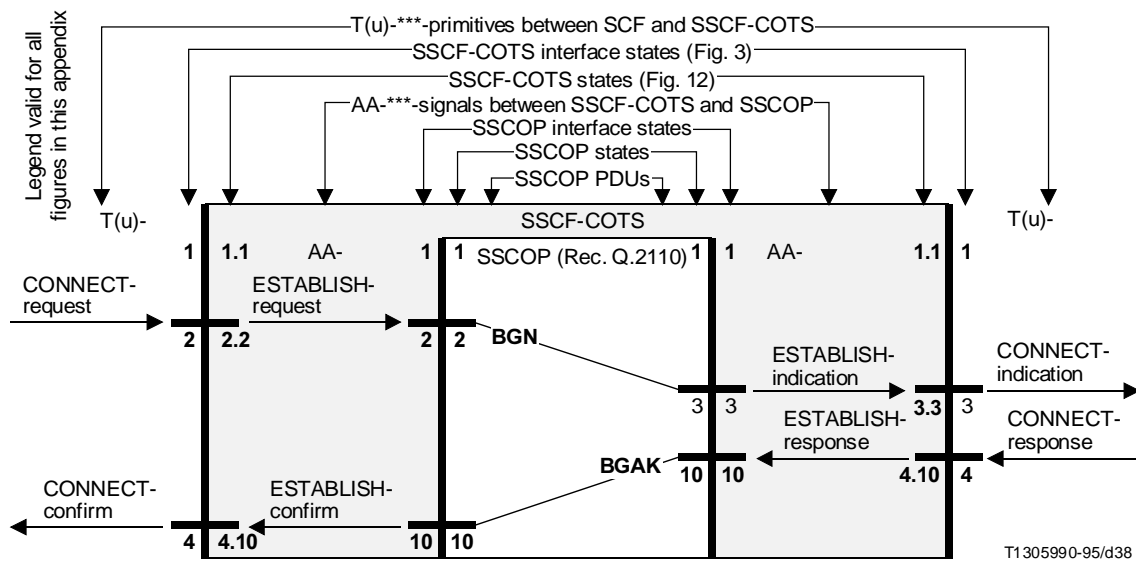 Legend valid for all
figures in this appendix
T(u)-***-primitives between SCF and SSCF-COTS
SSCF-COTS interface states (Fig. 3)
SSCF-COTS states (Fig. 12)
AA-***-signals between SSCF-COTS and SSCOP
SSCOP interface states
SSCOP states
SSCOP PDUs
T(u)- SSCF-COTS T(u)-
1 1.1 AA- 1 1 SSCOP (Rec. Q.2110) 1 1 AA- 1.1 1
CONNECT-
request
ESTABLISH-
request
2 2.2 2 2 BGN
ESTABLISH-
indication
CONNECT-
indication
3 3 3.3 3
ESTABLISH-
response
CONNECT-
response
BGAK 10 10 4.10 4
CONNECT-
confirm
ESTABLISH-
confirm
4 4.10 10 10
T1305990-95/d38